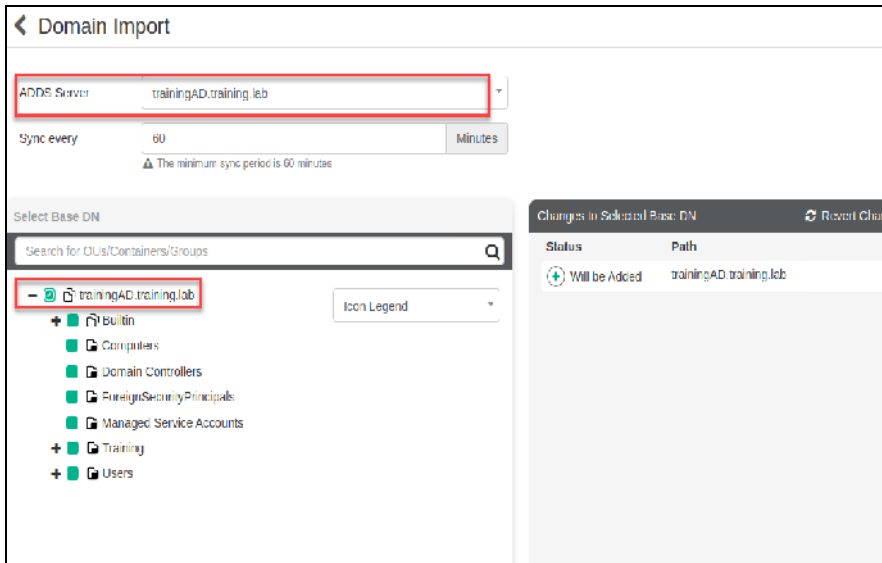 Domain Import
ADDS Server
trainingAD.training.lab
Sync every
60
Minutes
The minimum sync period is 60 minutes
Select Base DN
Search for OUs/Containers/Groups
trainingAD.training.lab
Icon Legend
Builtin
Computers
Domain Controllers
ForeignSecurityPrincipals
Managed Service Accounts
Training
Users
Changes to Selected Base DN
Revert Char
Status
Path
Will be Added
trainingAD.training.lab